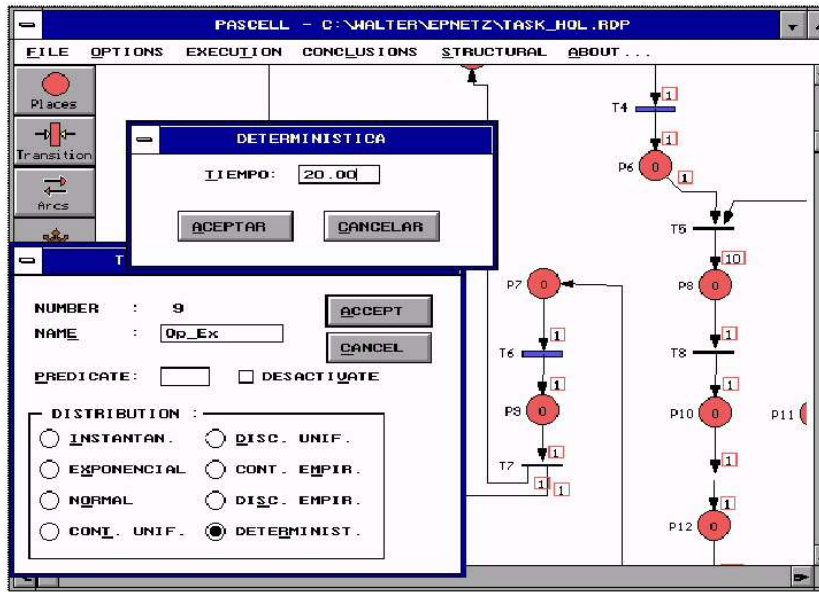 PASCELL - C:\WALTER\EPNETZ\TASK_HOL.RDP
FILE OPTIONS EXECUTION CONCLUSIONS STRUCTURAL ABOUT...
Places
Transition
Arcs
DETERMINISTICA
TIEMPO: 20.00
ACEPTAR CANCELAR
T
NUMBER : 9
NAME : Op_Ex
ACCEPT
CANCEL
PREDICATE: DESACTIVATE
DISTRIBUTION :
INSTANTAN. DISC. UNIF.
EXPONENCIAL CONT. EMPIR.
NORMAL DISC. EMPIR.
CONT. UNIF. DETERMINIST.
1
T4
1
P6 0
1
T5
10
P7 0
P8 0
1
1
T6
T8
1
1
P9 0
P10 0
P11
1
1
T7
1 1
1
P12 0